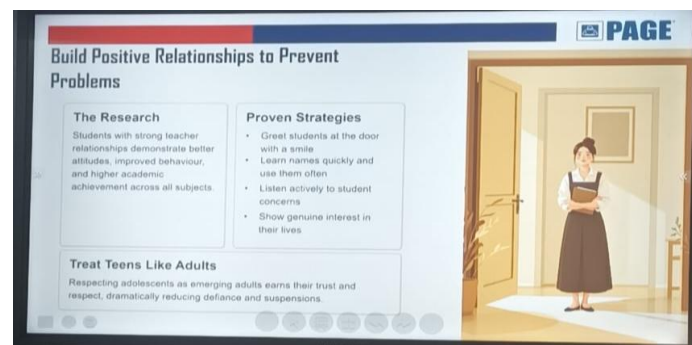 PAGE
Build Positive Relationships to Prevent
Problems
The Research
Students with strong teacher
relationships demonstrate better
attitudes, improved behaviour,
and higher academic
achievement across all subjects.
Proven Strategies
• Greet students at the door
with a smile
• Learn names quickly and
use them often
• Listen actively to student
concerns
• Show genuine interest in
their lives
Treat Teens Like Adults
Respecting adolescents as emerging adults earns their trust and
respect, dramatically reducing defiance and suspensions.